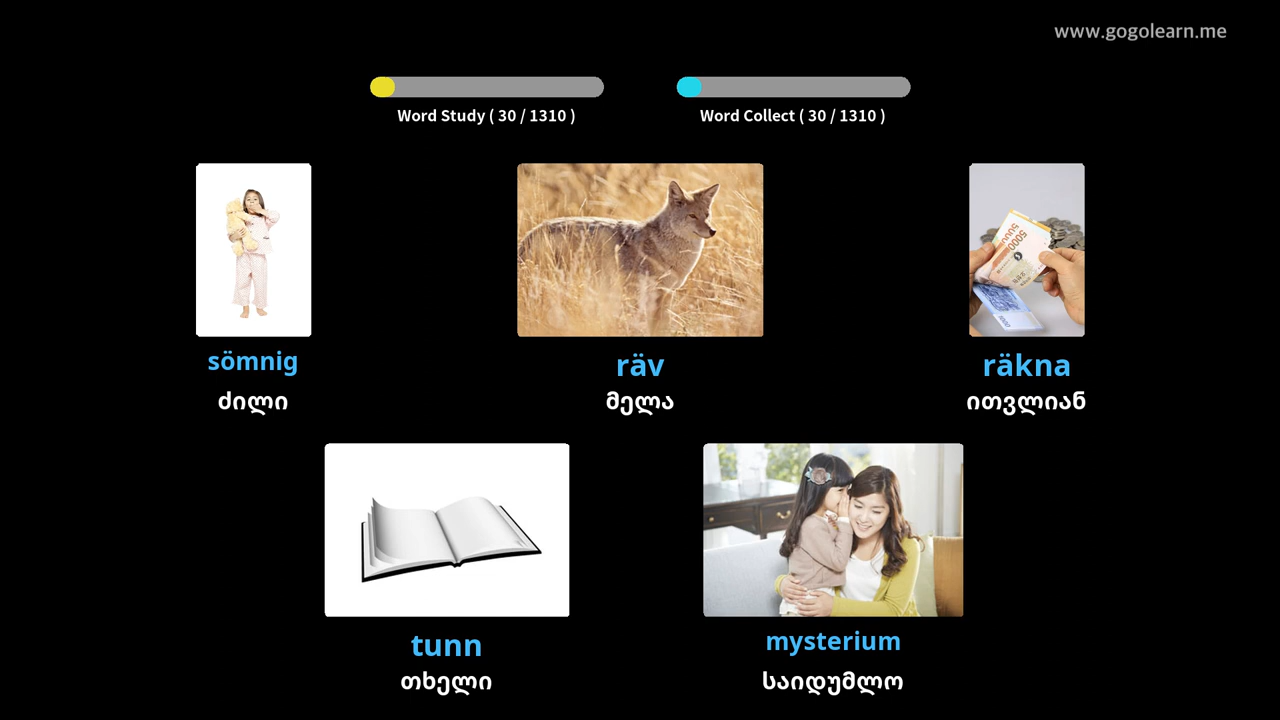 www.gogolearn.me
Word Study ( 30 / 1310 )
Word Collect ( 30 / 1310 )
sömnig
ძილი
räv
მელა
räkna
ითვლიან
tunn
თხელი
mysterium
საიდუმლო